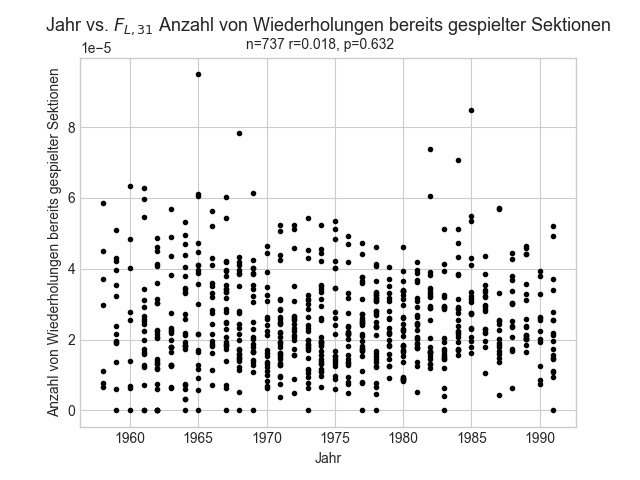 Jahr vs. F_{L,31} Anzahl von Wiederholungen bereits gespielter Sektionen
n=737 r=0.018, p=0.632
1e−5
Anzahl von Wiederholungen bereits gespielter Sektionen
8
6
4
2
0
1960 1965 1970 1975 1980 1985 1990
Jahr